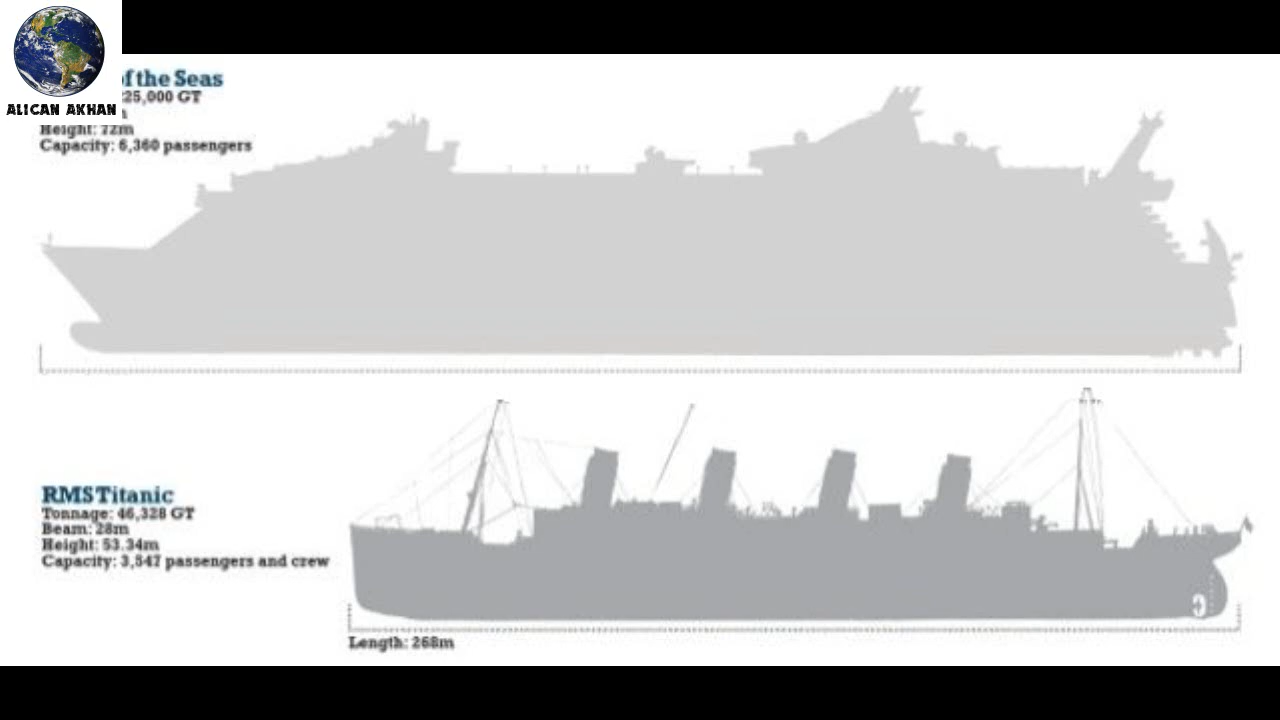 of the Seas
25,000 GT
ALICAN AKHAN
Height: 72m
Capacity: 6,360 passengers
RMS Titanic
Tonnage: 46,328 GT
Beam: 28m
Height: 53.34m
Capacity: 3,547 passengers and crew
Length: 268m